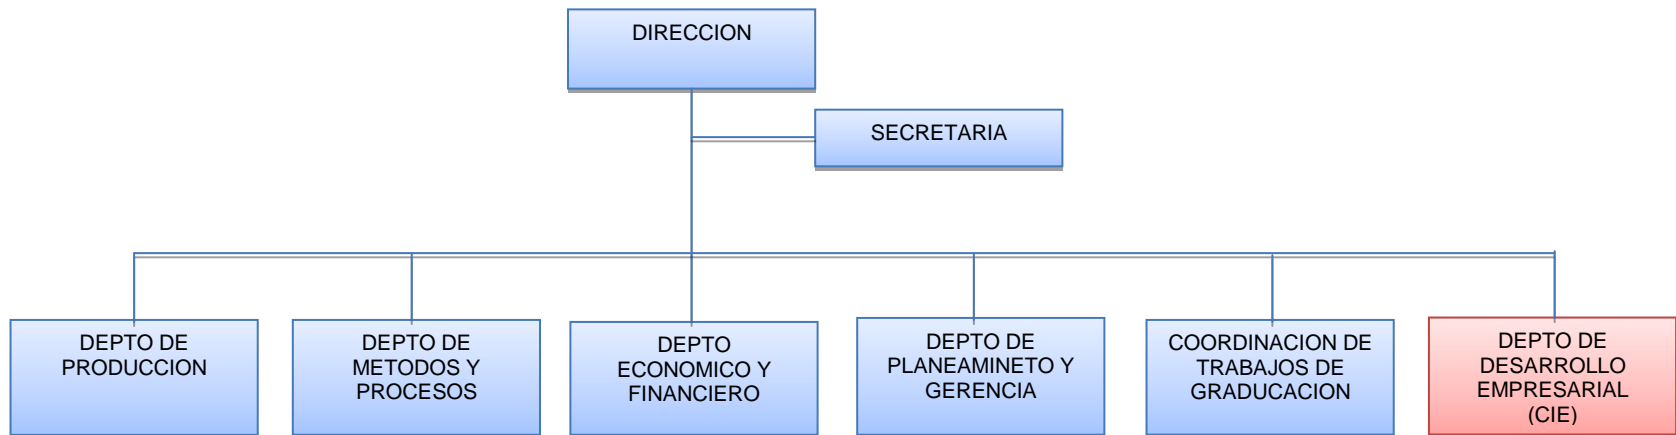 DIRECCION
SECRETARIA
DEPTO DE
PRODUCCION
DEPTO DE
METODOS Y
PROCESOS
DEPTO
ECONOMICO Y
FINANCIERO
DEPTO DE
PLANEAMINETO Y
GERENCIA
COORDINACION DE
TRABAJOS DE
GRADUCACION
DEPTO DE
DESARROLLO
EMPRESARIAL
(CIE)